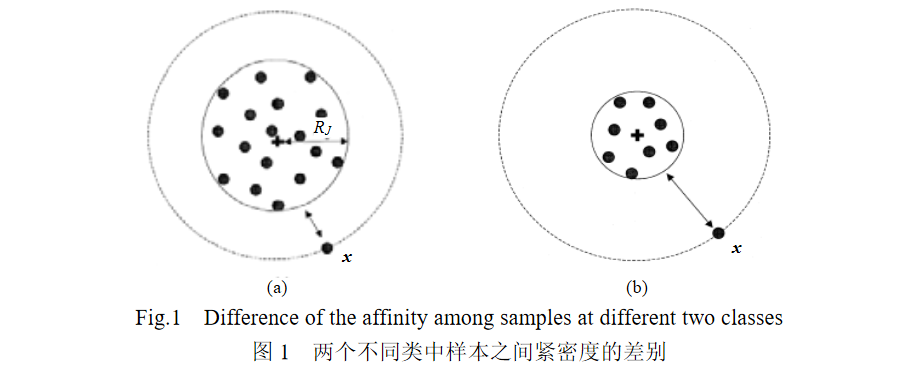 R_J
x
x
(a)
(b)
Fig.1 Difference of the affinity among samples at different two classes
图 1 两个不同类中样本之间紧密度的差别